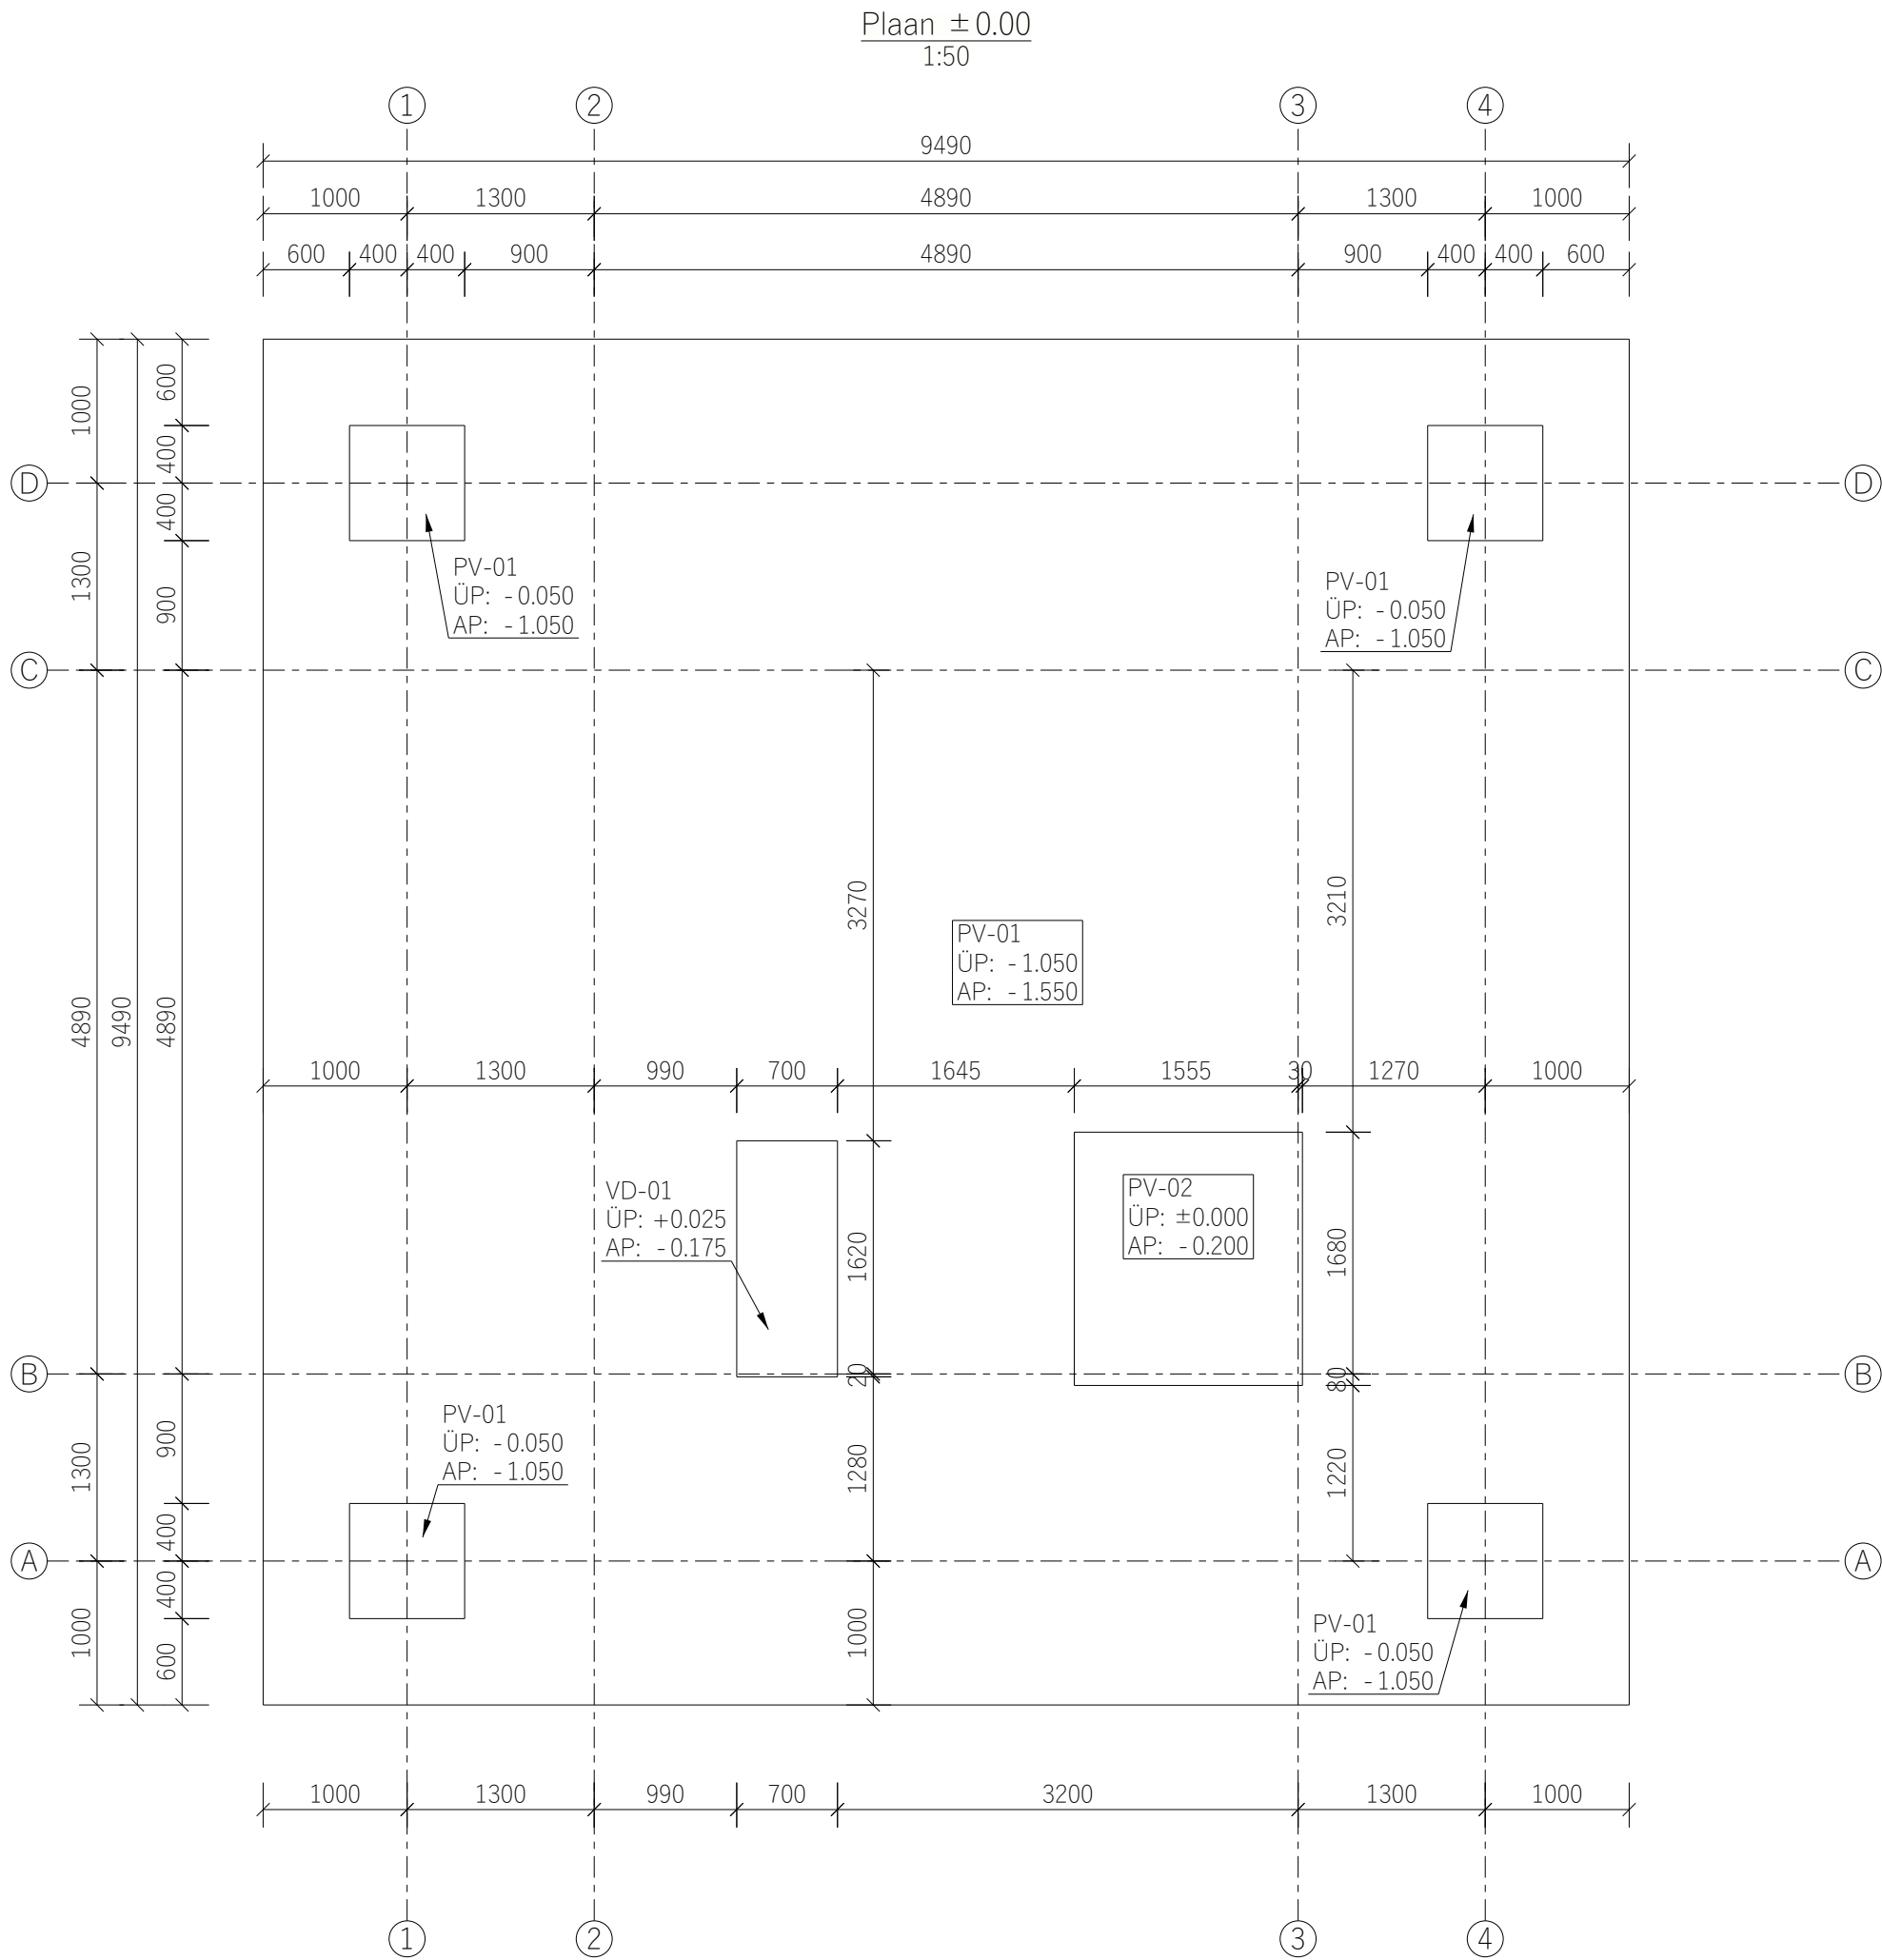 Plaan ±0.00
1:50
1 2 3 4
9490
1000 1300 4890 1300 1000
600 400 400 900 4890 900 400 400 600
1000 600
400
D D
400
1300 900
PV-01
ÜP: -0.050
AP: -1.050
PV-01
ÜP: -0.050
AP: -1.050
C C
3270 3210
PV-01
ÜP: -1.050
AP: -1.550
4890 9490 4890
1000 1300 990 700 1645 1555 30 1270 1000
VD-01
ÜP: +0.025
AP: -0.175
PV-02
ÜP: ±0.000
AP: -0.200
1620 1680
B 20 80 B
PV-01
ÜP: -0.050
AP: -1.050
1300 900 1280 1220
400
A A
400
1000 600 1000
PV-01
ÜP: -0.050
AP: -1.050
1000 1300 990 700 3200 1300 1000
1 2 3 4